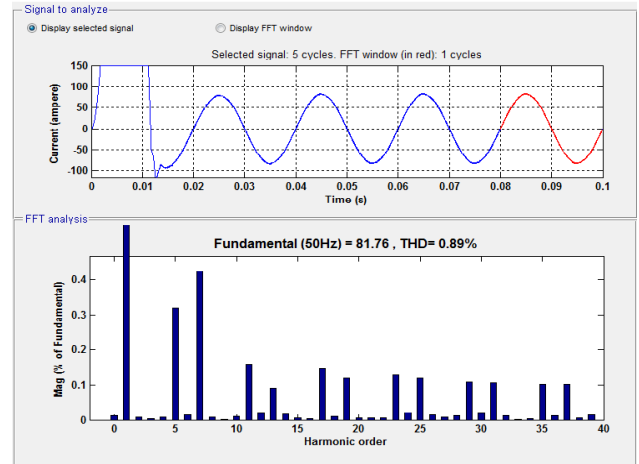 Signal to analyze
Display selected signal Display FFT window
Selected signal: 5 cycles. FFT window (in red): 1 cycles
150
100
50
0
-50
-100
Current (ampere)
0 0.01 0.02 0.03 0.04 0.05 0.06 0.07 0.08 0.09 0.1
Time (s)
FFT analysis
Fundamental (50Hz) = 81.76 , THD= 0.89%
0.4
0.3
0.2
0.1
0
Mag (% of Fundamental)
0 5 10 15 20 25 30 35 40
Harmonic order